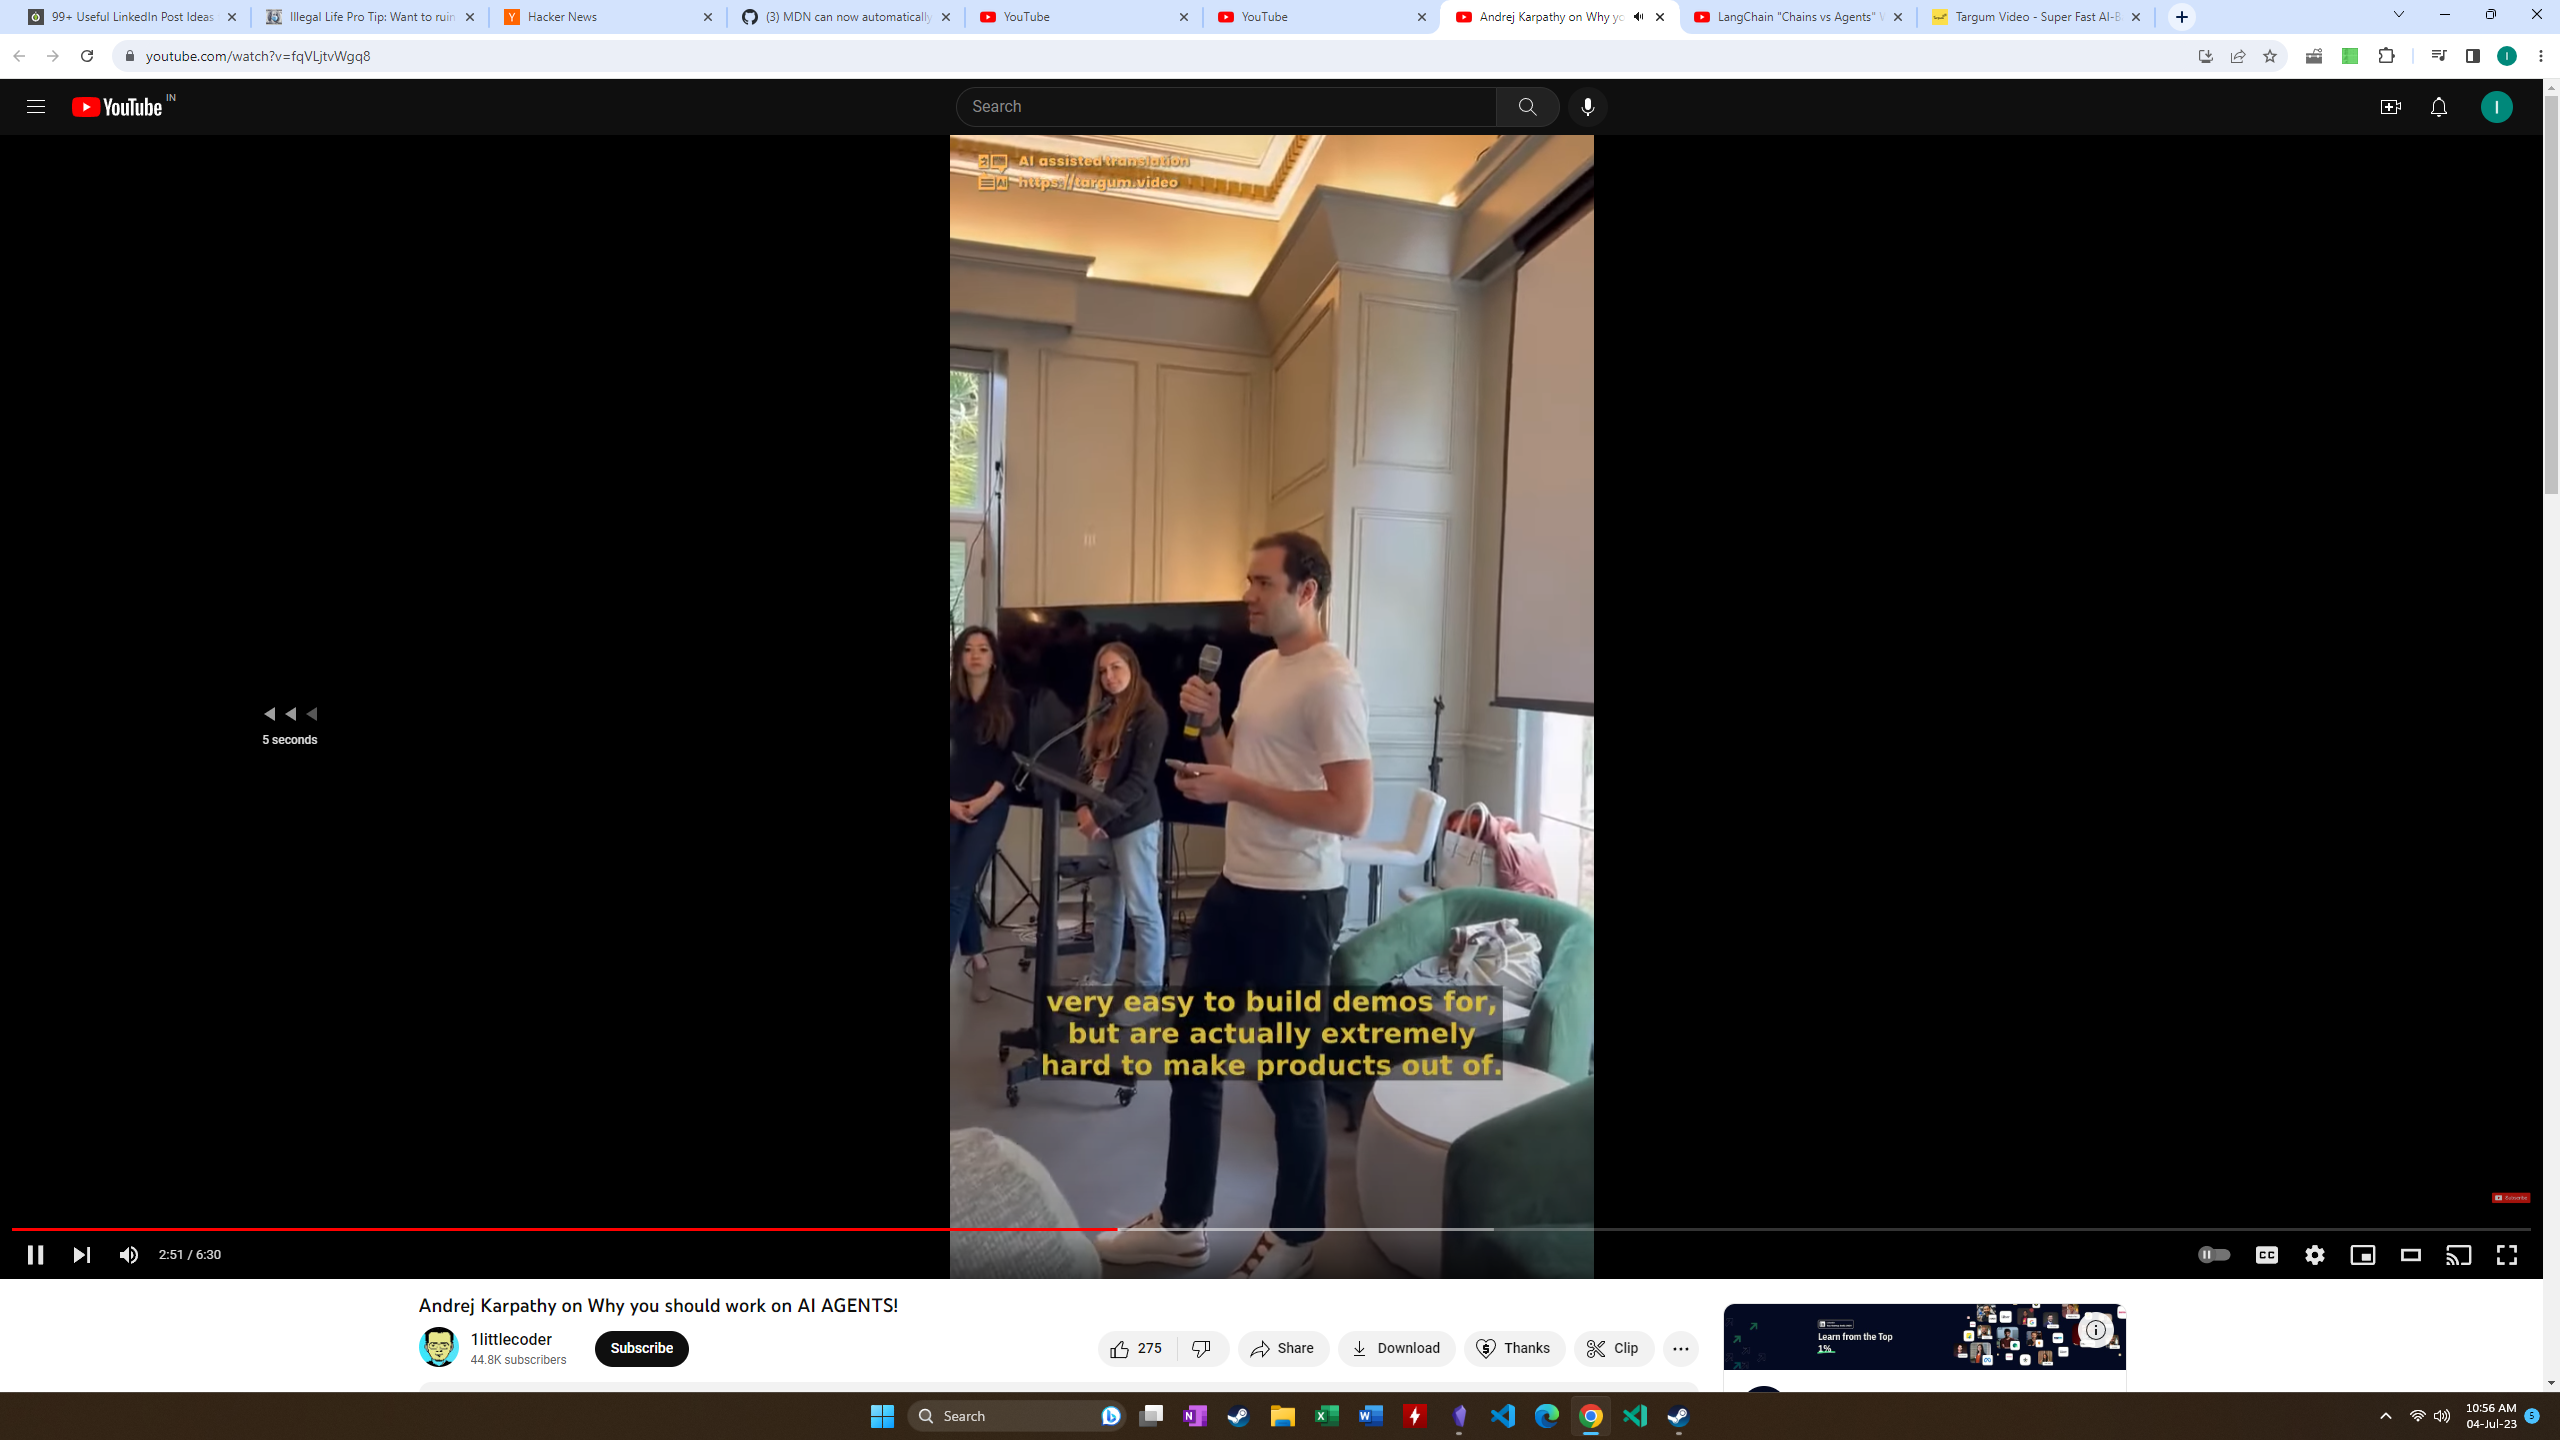 99+ Useful LinkedIn Post Ideas
Illegal Life Pro Tip: Want to ruin
Hacker News
(3) MDN can now automatically
YouTube
YouTube
Andrej Karpathy on Why yo
LangChain "Chains vs Agents"
Targum Video - Super Fast AI-B
youtube.com/watch?v=fqVLjtvWgq8
YouTube IN
Search
AI assisted translation
https://targum.video
5 seconds
very easy to build demos for,
but are actually extremely
hard to make products out of.
Subscribe
2:51 / 6:30
Andrej Karpathy on Why you should work on AI AGENTS!
1littlecoder
44.8K subscribers
Subscribe
275
Share
Download
Thanks
Clip
Learn from the Top
1%
Search
10:56 AM
04-Jul-23
5